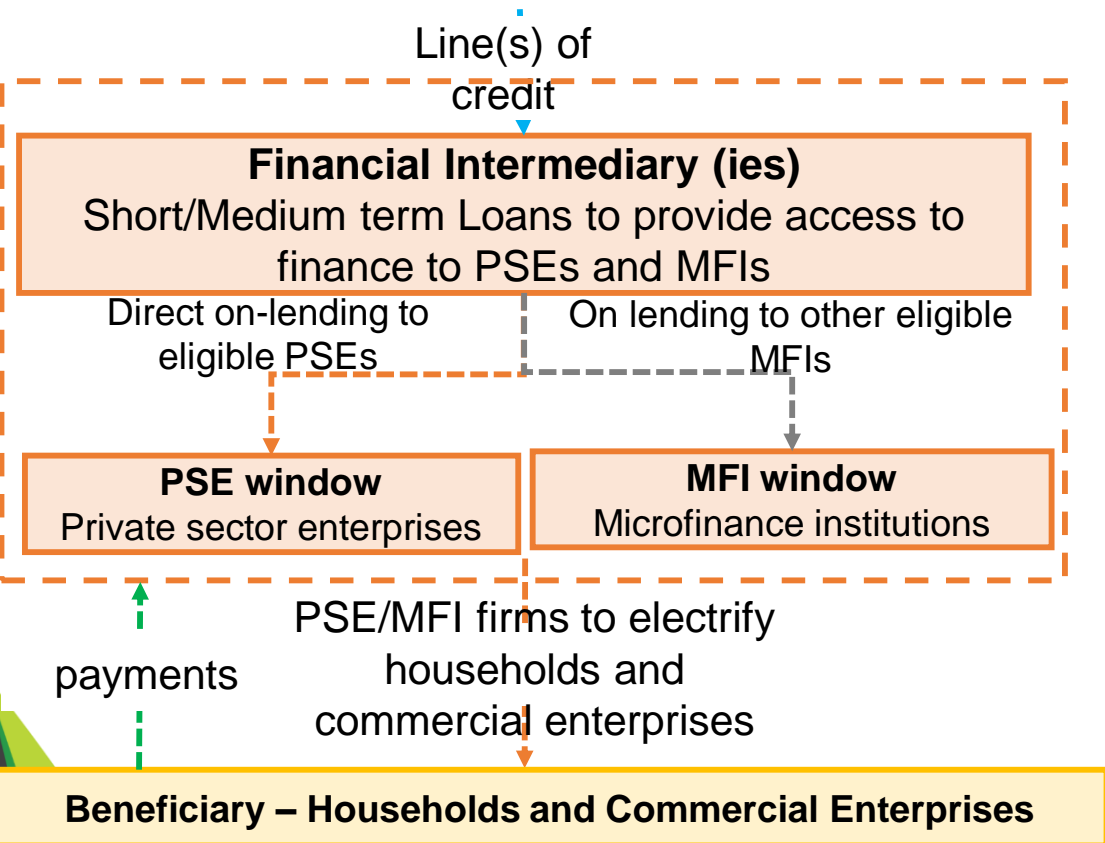 Line(s) of
credit
Financial Intermediary (ies)
Short/Medium term Loans to provide access to
finance to PSEs and MFIs
Direct on-lending to
eligible PSEs
On lending to other eligible
MFIs
PSE window
Private sector enterprises
MFI window
Microfinance institutions
payments
PSE/MFI firms to electrify
households and
commercial enterprises
Beneficiary – Households and Commercial Enterprises